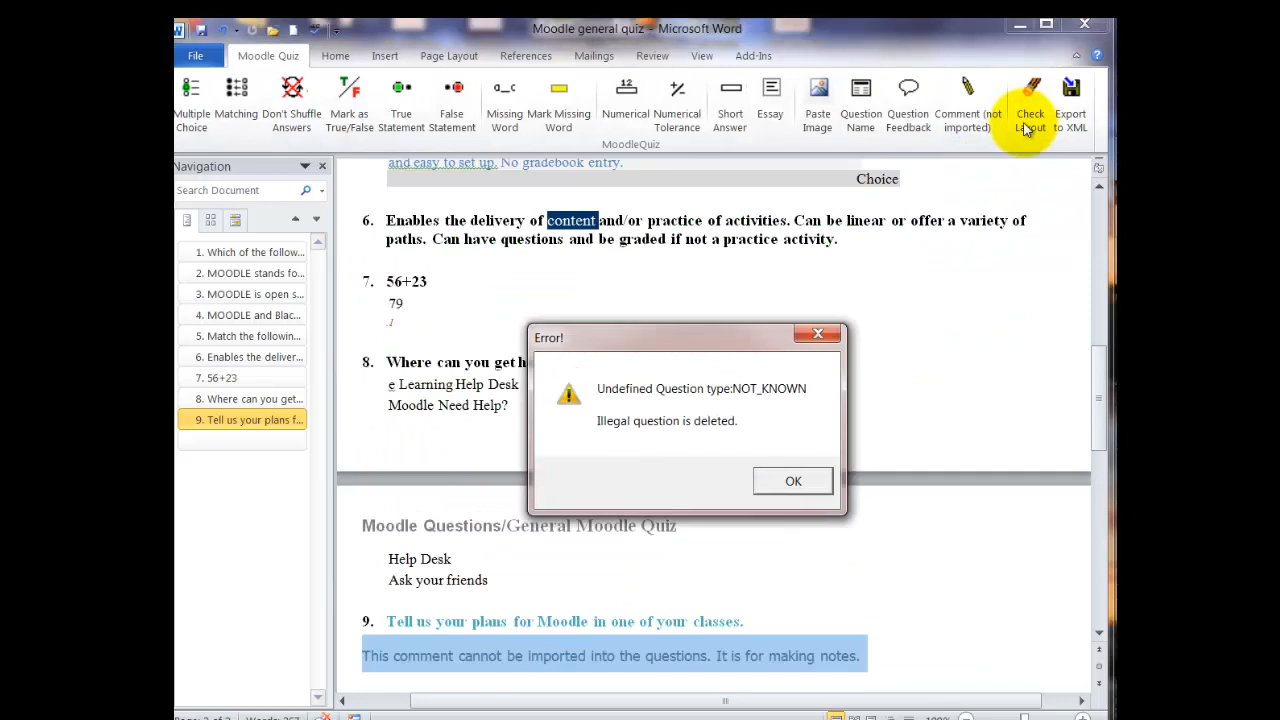 Moodle general quiz – Microsoft Word
File Moodle Quiz Home Insert Page Layout References Mailings Review View Add-Ins
Multiple Choice
Matching
Don't Shuffle Answers
Mark as True/False
True Statement
False Statement
Missing Word
Mark Missing Word
Numerical
Numerical Tolerance
Short Answer
Essay
Paste Image
Question Name
Question Feedback
Comment (not imported)
Check Layout
Export to XML
MoodleQuiz
Navigation
Search Document
1. Which of the follow...
2. MOODLE stands fo...
3. MOODLE is open s...
4. MOODLE and Blac...
5. Match the followin...
6. Enables the deliver...
7. 56+23
8. Where can you get...
9. Tell us your plans f...
and easy to set up. No gradebook entry.
Choice
6. Enables the delivery of content and/or practice of activities. Can be linear or offer a variety of
paths. Can have questions and be graded if not a practice activity.
7. 56+23
79
.1
8. Where can you get h
e Learning Help Desk
Moodle Need Help?
Error!
Undefined Question type:NOT_KNOWN
Illegal question is deleted.
OK
Moodle Questions/General Moodle Quiz
Help Desk
Ask your friends
9. Tell us your plans for Moodle in one of your classes.
This comment cannot be imported into the questions. It is for making notes.